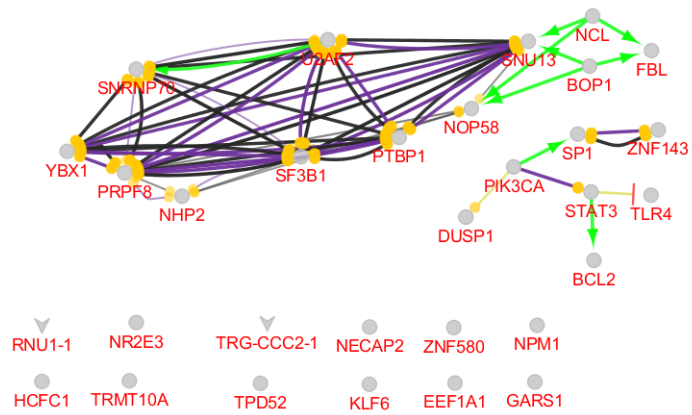 NCL
U2AF2
SNU13
FBL
SNRNP70
BOP1
NOP58
PTBP1
SP1
ZNF143
YBX1
SF3B1
PRPF8
PIK3CA
NHP2
STAT3
TLR4
DUSP1
BCL2
RNU1-1
NR2E3
TRG-CCC2-1
NECAP2
ZNF580
NPM1
HCFC1
TRMT10A
TPD52
KLF6
EEF1A1
GARS1